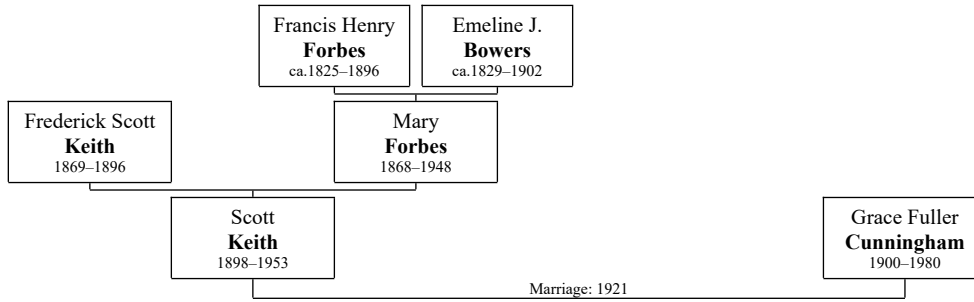 Francis Henry
Forbes
ca.1825–1896
Emeline J.
Bowers
ca.1829–1902
Frederick Scott
Keith
1869–1896
Mary
Forbes
1868–1948
Scott
Keith
1898–1953
Grace Fuller
Cunningham
1900–1980
Marriage: 1921